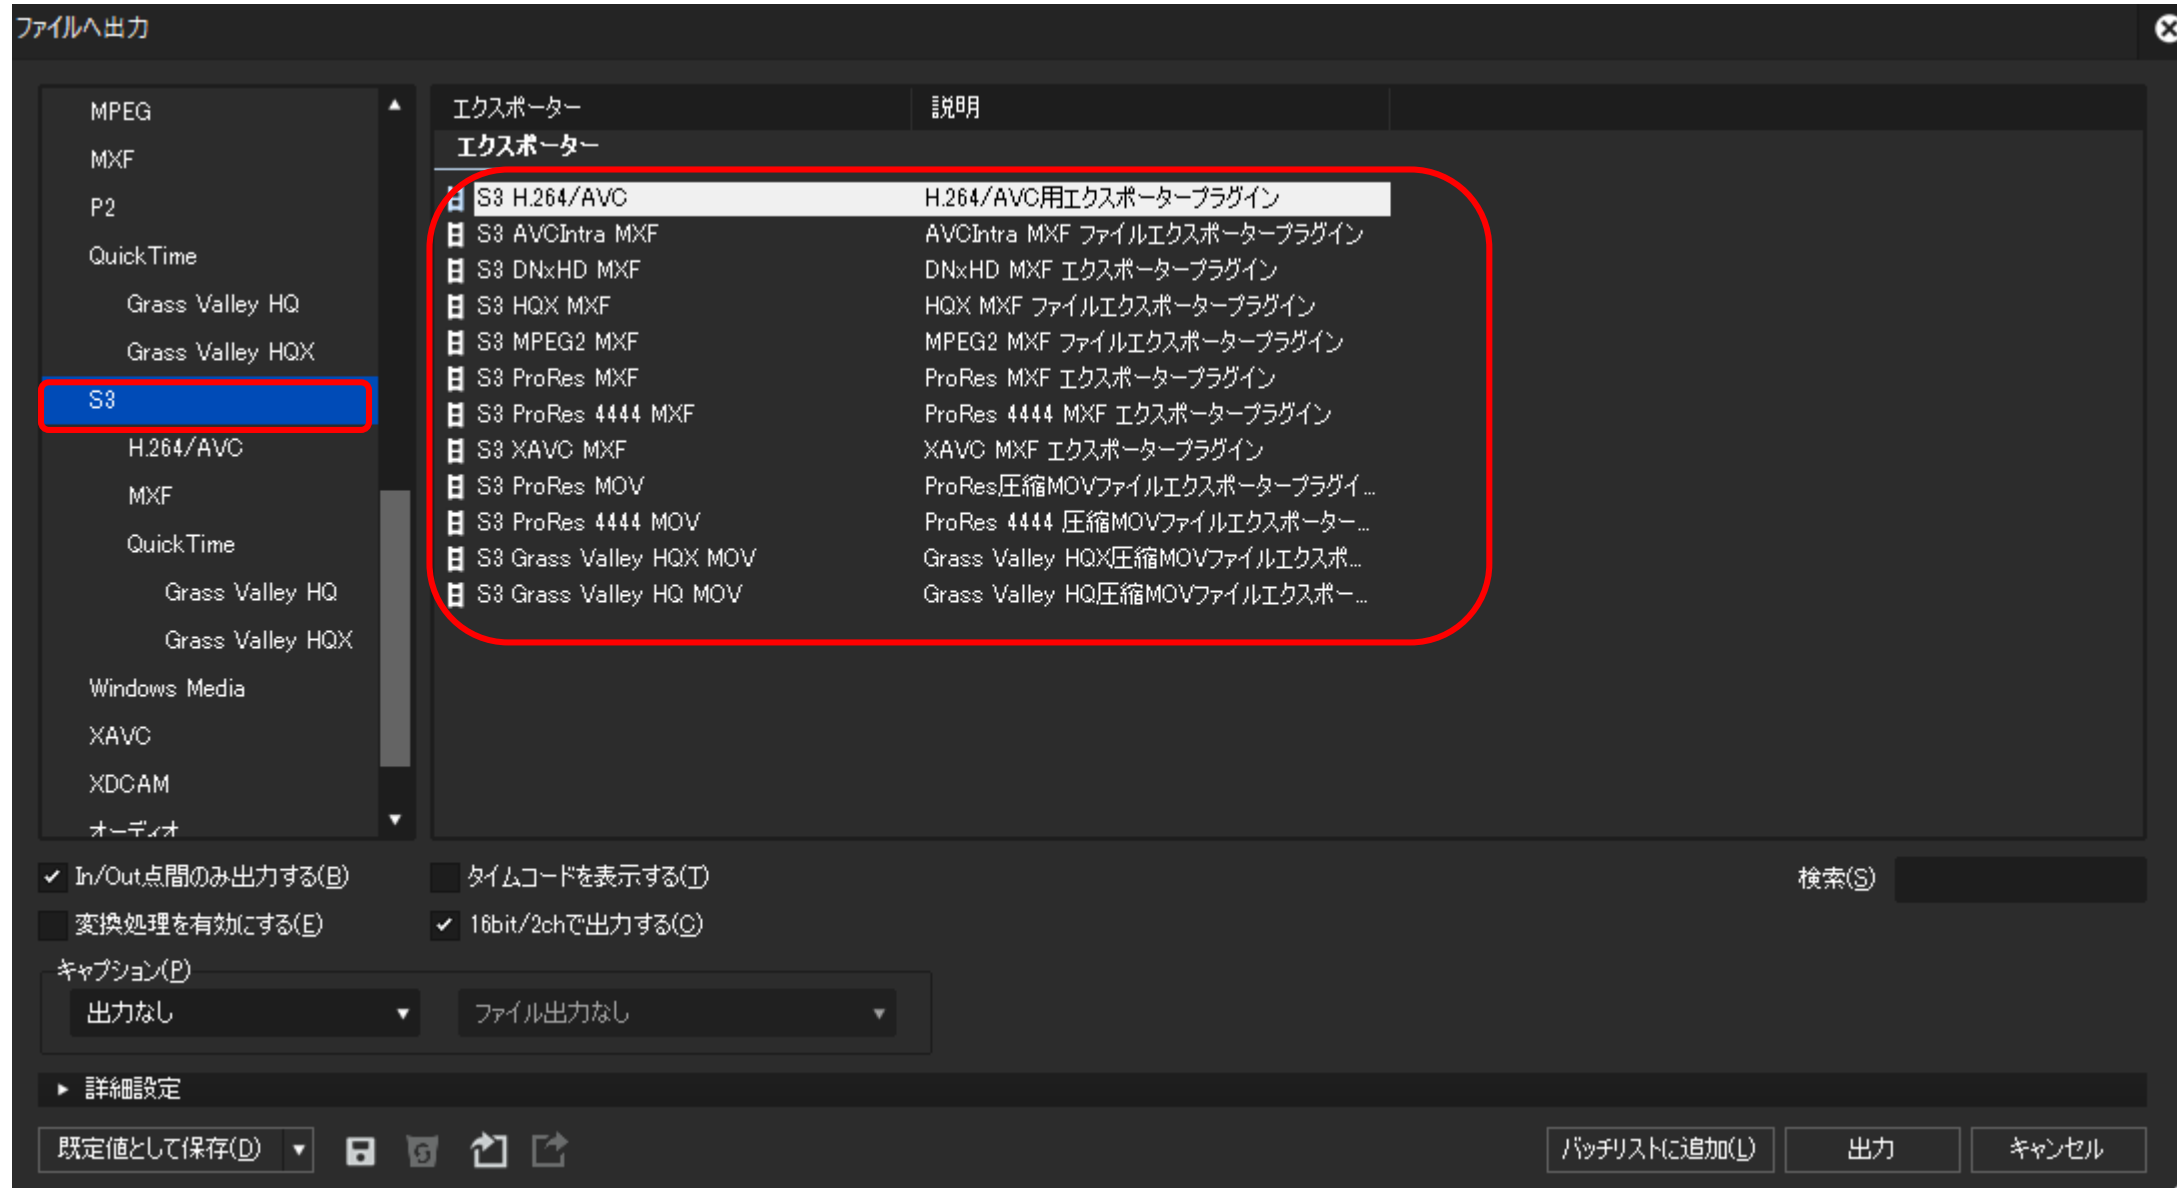 ファイルへ出力
MPEG
MXF
P2
QuickTime
Grass Valley HQ
Grass Valley HQX
S3
H.264/AVC
MXF
QuickTime
Grass Valley HQ
Grass Valley HQX
Windows Media
XAVC
XDCAM
オーディオ
エクスポーター 説明
エクスポーター
S3 H.264/AVC H.264/AVC用エクスポータープラグイン
S3 AVCIntra MXF AVCIntra MXF ファイルエクスポータープラグイン
S3 DNxHD MXF DNxHD MXF エクスポータープラグイン
S3 HQX MXF HQX MXF ファイルエクスポータープラグイン
S3 MPEG2 MXF MPEG2 MXF ファイルエクスポータープラグイン
S3 ProRes MXF ProRes MXF エクスポータープラグイン
S3 ProRes 4444 MXF ProRes 4444 MXF エクスポータープラグイン
S3 XAVC MXF XAVC MXF エクスポータープラグイン
S3 ProRes MOV ProRes圧縮MOVファイルエクスポータープラグイ...
S3 ProRes 4444 MOV ProRes 4444 圧縮MOVファイルエクスポーター...
S3 Grass Valley HQX MOV Grass Valley HQX圧縮MOVファイルエクスポ...
S3 Grass Valley HQ MOV Grass Valley HQ圧縮MOVファイルエクスポー...
In/Out点間のみ出力する(B) タイムコードを表示する(T) 検索(S)
変換処理を有効にする(E) 16bit/2chで出力する(C)
キャプション(P)
出力なし ファイル出力なし
詳細設定
既定値として保存(D) バッチリストに追加(L) 出力 キャンセル